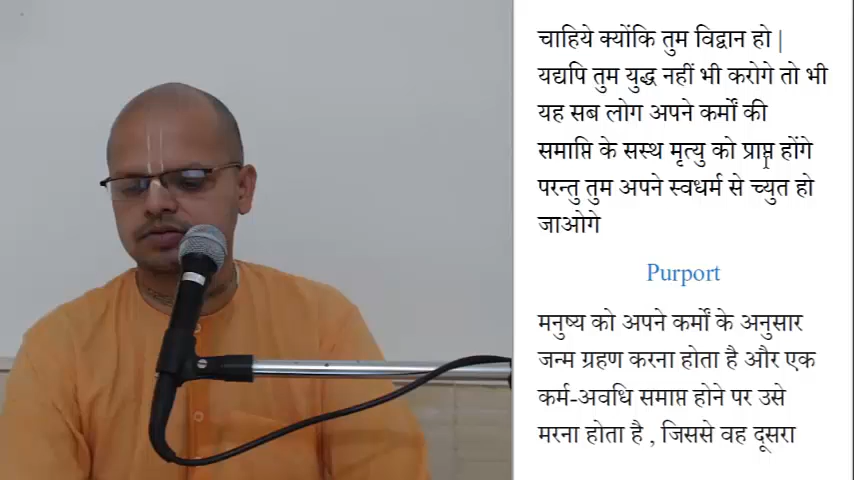 चाहिये क्योंकि तुम विद्वान हो |
यद्यपि तुम युद्ध नहीं भी करोगे तो भी
यह सब लोग अपने कर्मों की
समाप्ति के सस्थ मृत्यु को प्राप्त होंगे
परन्तु तुम अपने स्वधर्म से च्युत हो
जाओगे
Purport
मनुष्य को अपने कर्मों के अनुसार
जन्म ग्रहण करना होता है और एक
कर्म-अवधि समाप्त होने पर उसे
मरना होता है , जिससे वह दूसरा